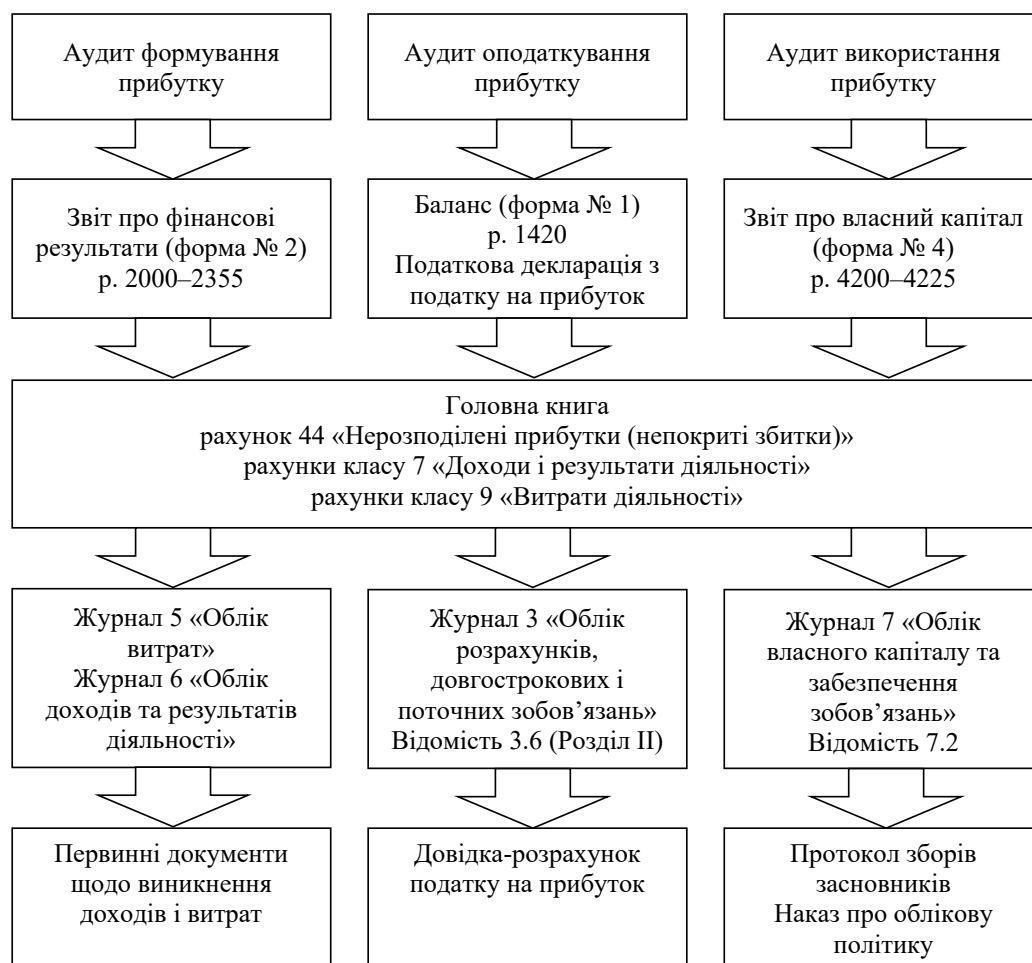 Аудит формування
прибутку
Аудит оподаткування
прибутку
Аудит використання
прибутку
Звіт про фінансові
результати (форма № 2)
р. 2000–2355
Баланс (форма № 1)
р. 1420
Податкова декларація з
податку на прибуток
Звіт про власний капітал
(форма № 4)
р. 4200–4225
Головна книга
рахунок 44 «Нерозподілені прибутки (непокриті збитки)»
рахунки класу 7 «Доходи і результати діяльності»
рахунки класу 9 «Витрати діяльності»
Журнал 5 «Облік
витрат»
Журнал 6 «Облік
доходів та результатів
діяльності»
Журнал 3 «Облік
розрахунків,
довгострокових і
поточних зобов’язань»
Відомість 3.6 (Розділ ІІ)
Журнал 7 «Облік
власного капіталу та
забезпечення
зобов’язань»
Відомість 7.2
Первинні документи
щодо виникнення
доходів і витрат
Довідка-розрахунок
податку на прибуток
Протокол зборів
засновників
Наказ про облікову
політику